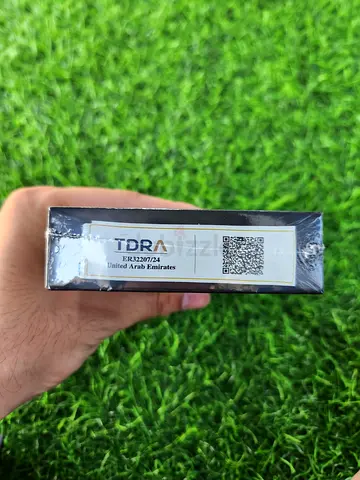 TDRA
ER32207/24
United Arab Emirates